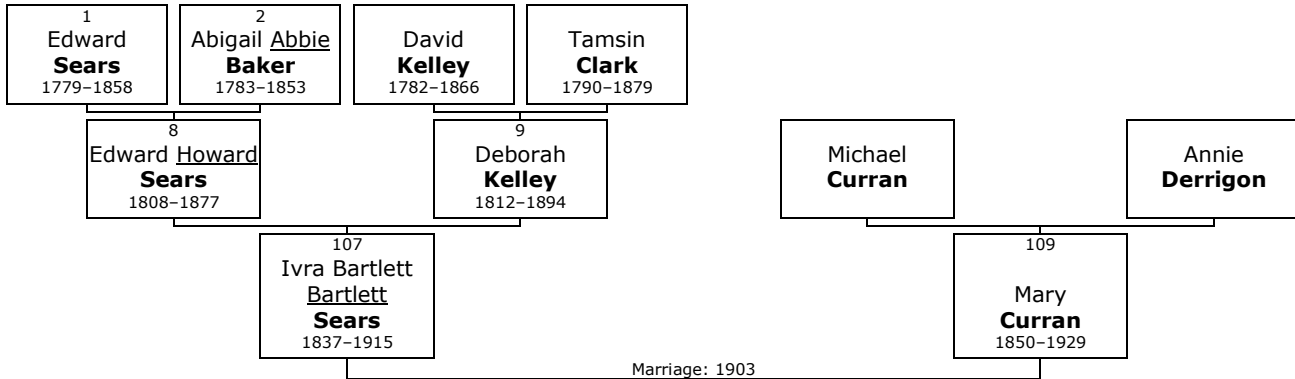 1
Edward
Sears
1779–1858
2
Abigail Abbie
Baker
1783–1853
David
Kelley
1782–1866
Tamsin
Clark
1790–1879
8
Edward Howard
Sears
1808–1877
9
Deborah
Kelley
1812–1894
Michael
Curran
Annie
Derrigon
107
Ivra Bartlett
Bartlett
Sears
1837–1915
109
Mary
Curran
1850–1929
Marriage: 1903